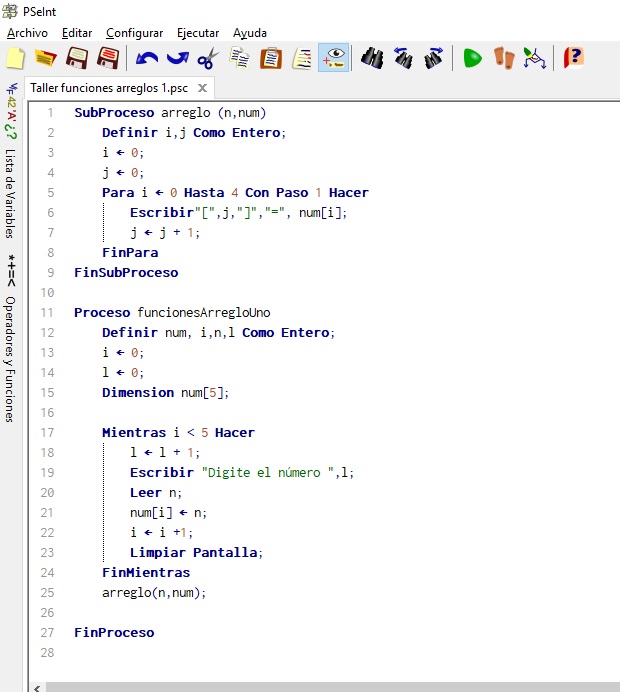 PSeInt
Archivo Editar Configurar Ejecutar Ayuda
Taller funciones arreglos 1.psc X
Lista de Variables
*+=< Operadores y Funciones
1 SubProceso arreglo (n,num)
2 Definir i,j Como Entero;
3 i ← 0;
4 j ← 0;
5 Para i ← 0 Hasta 4 Con Paso 1 Hacer
6 Escribir"[",j,"]","=", num[i];
7 j ← j + 1;
8 FinPara
9 FinSubProceso
10
11 Proceso funcionesArregloUno
12 Definir num, i,n,l Como Entero;
13 i ← 0;
14 l ← 0;
15 Dimension num[5];
16
17 Mientras i < 5 Hacer
18 l ← l + 1;
19 Escribir "Digite el número ",l;
20 Leer n;
21 num[i] ← n;
22 i ← i +1;
23 Limpiar Pantalla;
24 FinMientras
25 arreglo(n,num);
26
27 FinProceso
28